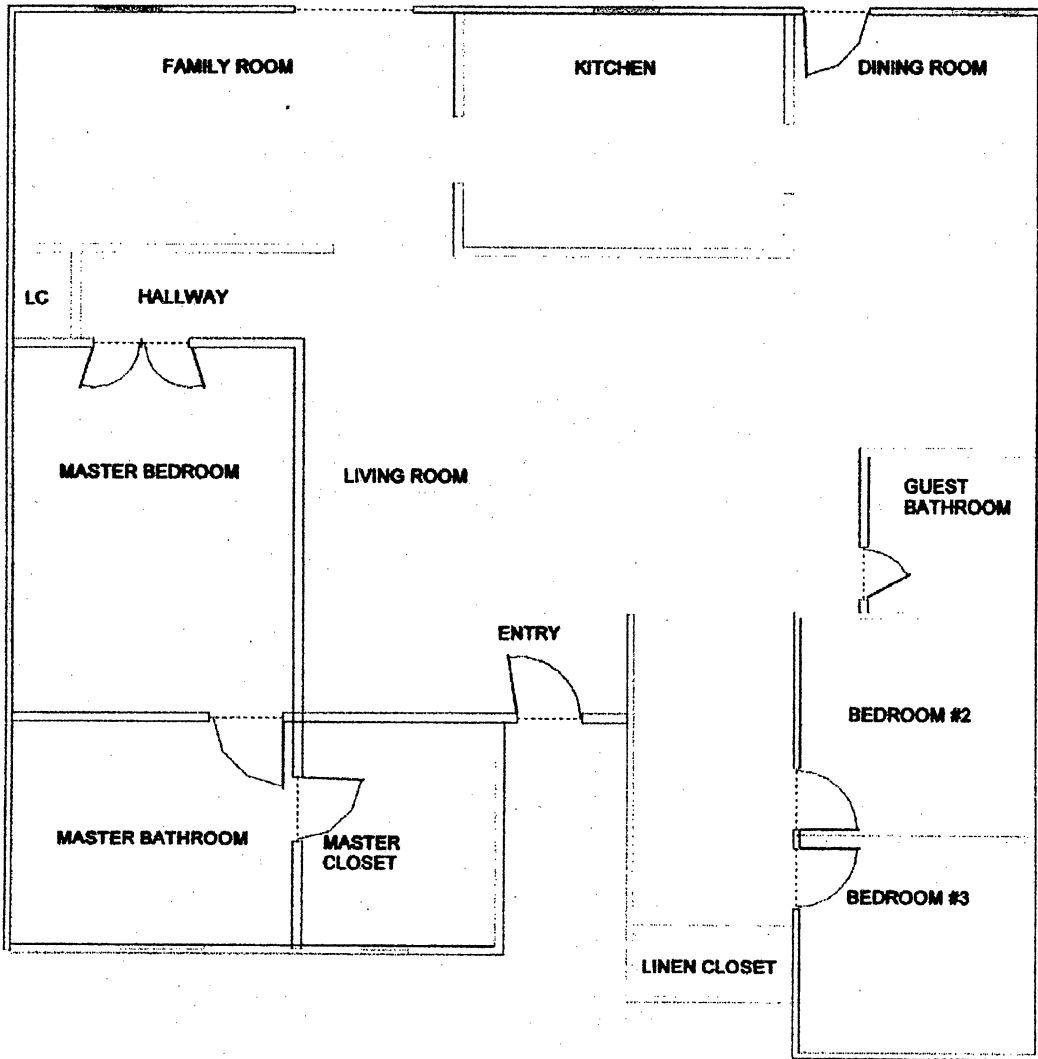 FAMILY ROOM
KITCHEN
DINING ROOM
LC
HALLWAY
MASTER BEDROOM
LIVING ROOM
GUEST
BATHROOM
ENTRY
BEDROOM #2
MASTER BATHROOM
MASTER
CLOSET
BEDROOM #3
LINEN CLOSET